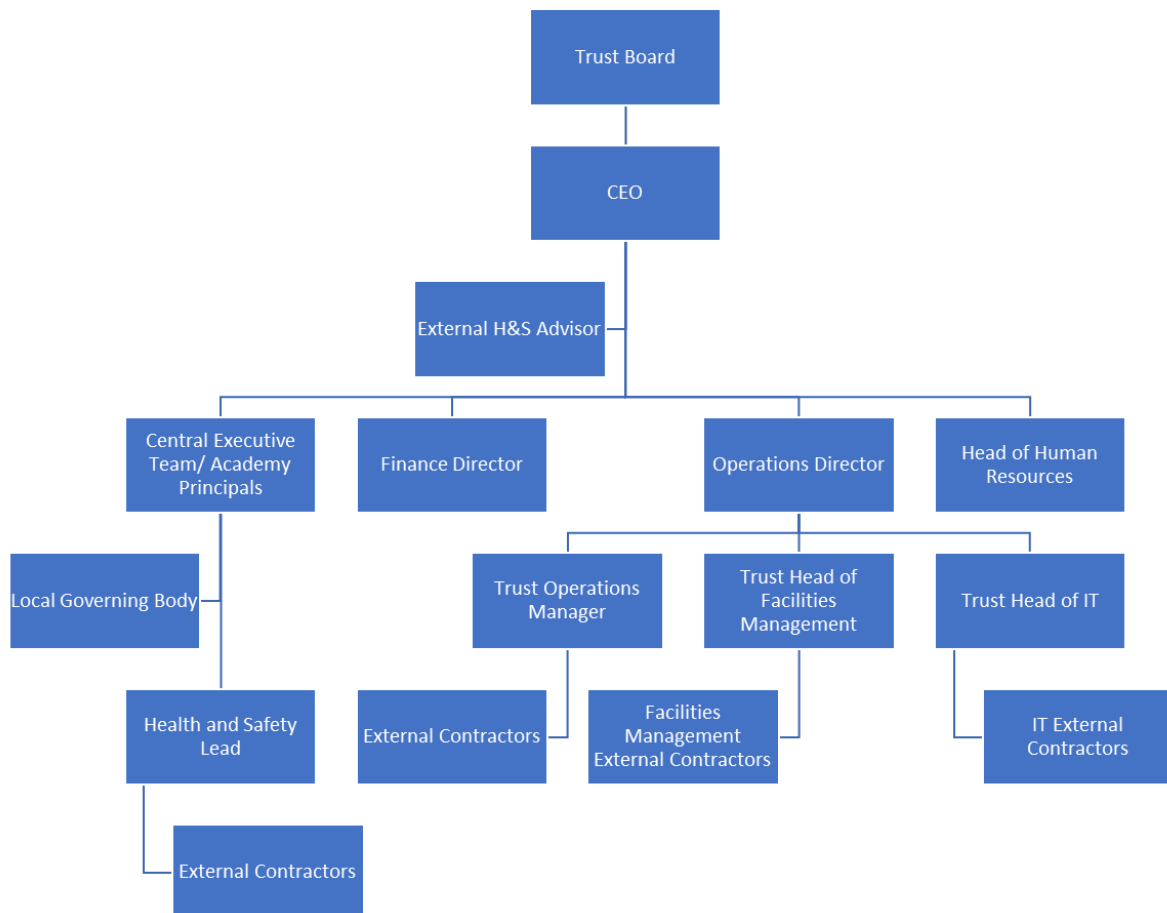 Trust Board
CEO
External H&S Advisor
Central Executive
Team/ Academy
Principals
Finance Director
Operations Director
Head of Human
Resources
Local Governing Body
Trust Operations
Manager
Trust Head of
Facilities
Management
Trust Head of IT
Health and Safety
Lead
External Contractors
Facilities
Management
External Contractors
IT External
Contractors
External Contractors